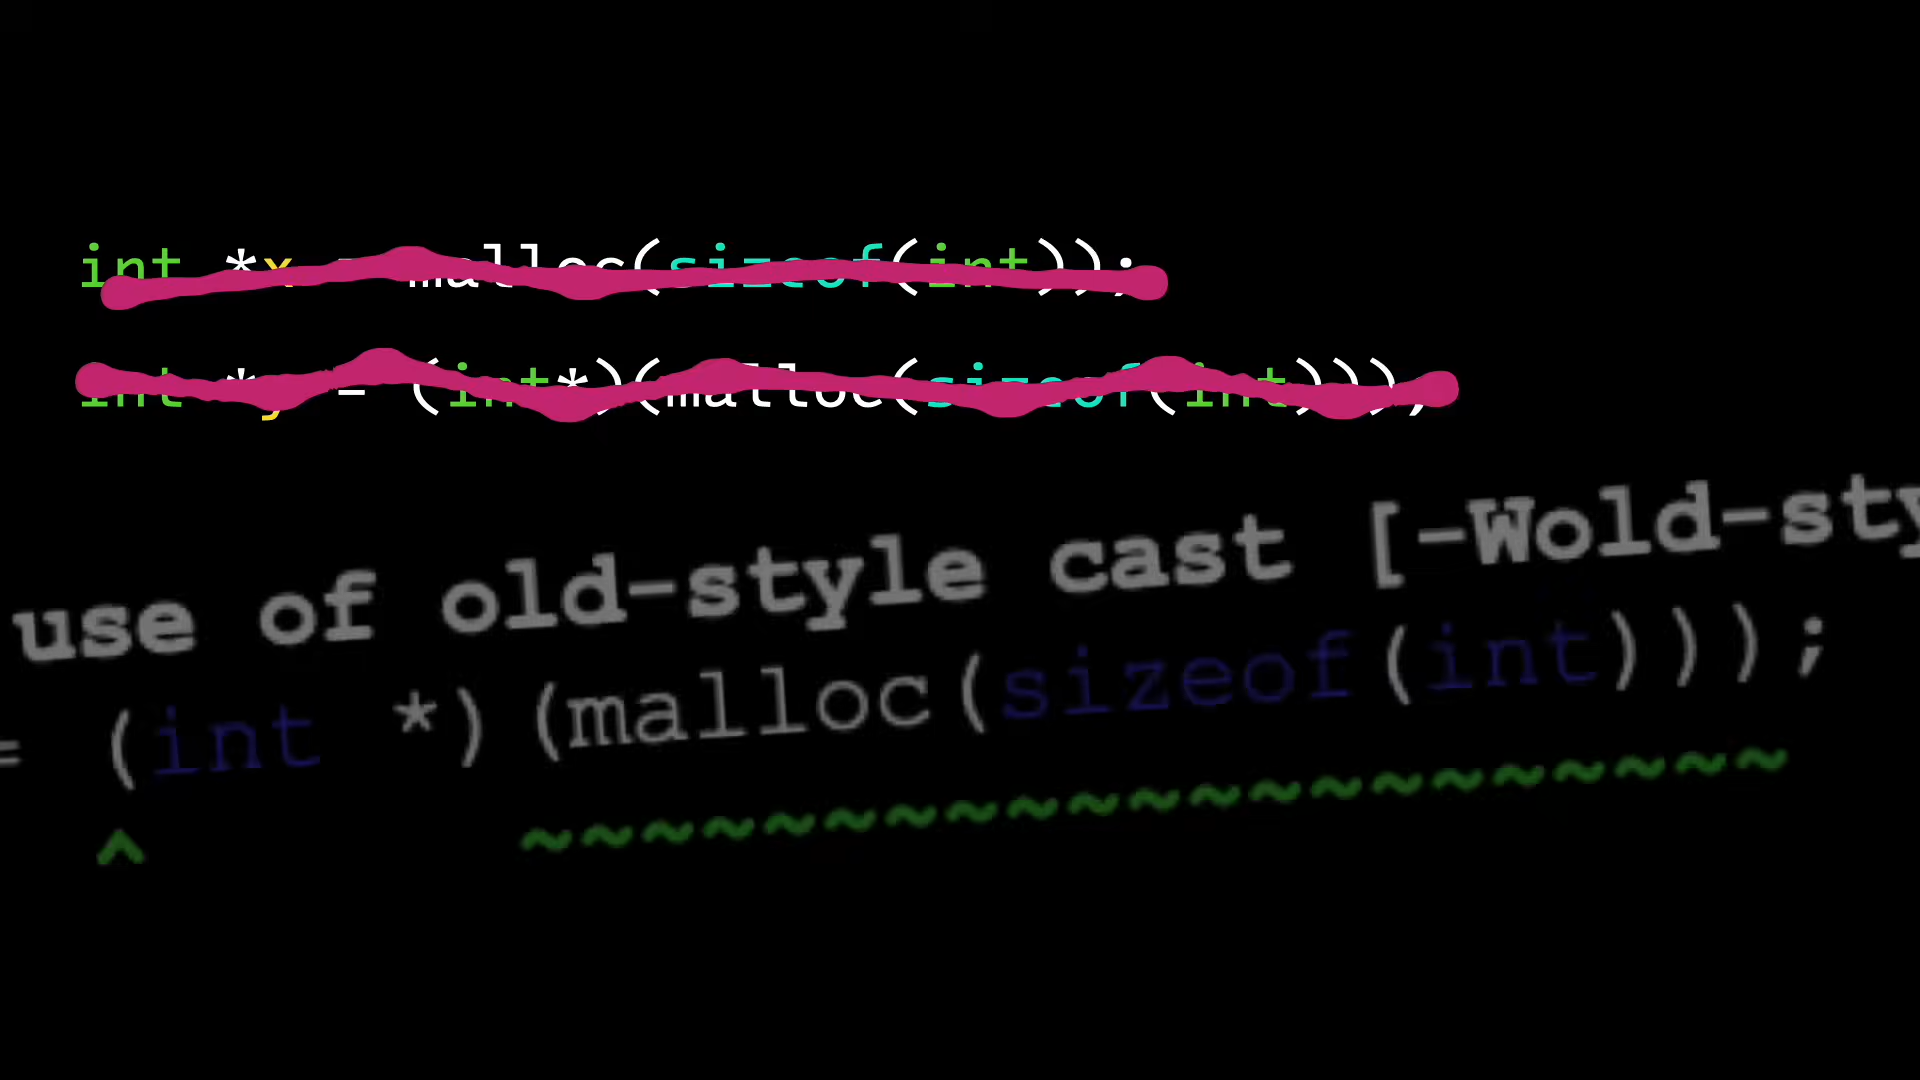 int *x = malloc(sizeof(int));
int *y = (int*)(malloc(sizeof(int)));
use of old-style cast [-Wold-sty
= (int *)(malloc(sizeof(int)));
^ ~~~~~~~~~~~~~~~~~~~~~